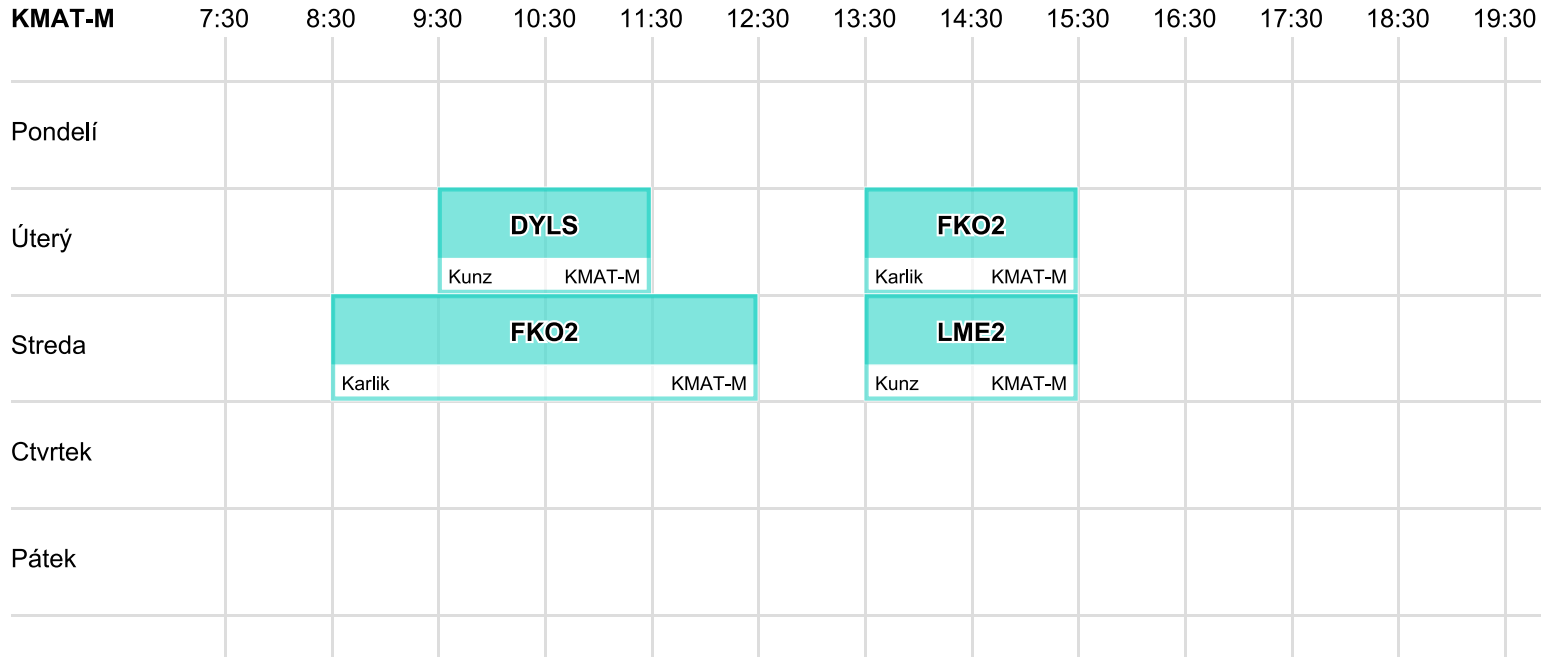 KMAT-M 7:30 8:30 9:30 10:30 11:30 12:30 13:30 14:30 15:30 16:30 17:30 18:30 19:30
Pondelí
Úterý
DYLS
Kunz KMAT-M
FKO2
Karlik KMAT-M
Streda
FKO2
Karlik KMAT-M
LME2
Kunz KMAT-M
Ctvrtek
Pátek